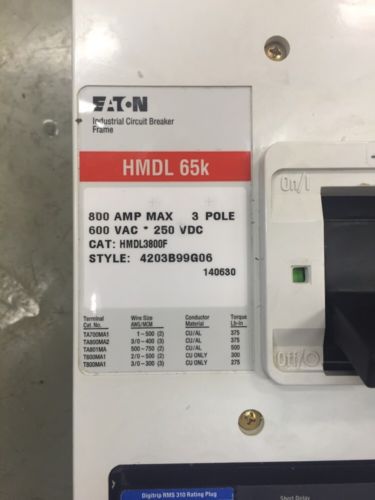 EATON
Industrial Circuit Breaker
Frame
HMDL 65k
800 AMP MAX 3 POLE
600 VAC * 250 VDC
CAT: HMDL3800F
STYLE: 4203B99G06
140630
Terminal Wire Size Conductor Torque
Cat. No. AWG/MCM Material Lb-in
TA700MA1 1-500 (2) CU/AL 375
TA800MA2 3/0-400 (3) CU/AL 375
TA801MA 500-750 (2) CU/AL 500
T600MA1 2/0-500 (2) CU ONLY 300
T800MA1 3/0-300 (3) CU ONLY 275
On/I
Off/O
Digitrip RMS 310 Rating Plug
Short Delay